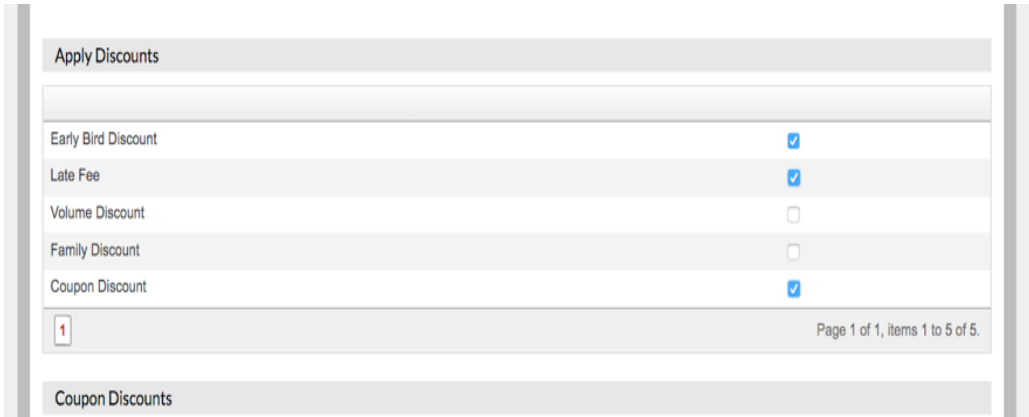 Apply Discounts
Early Bird Discount
Late Fee
Volume Discount
Family Discount
Coupon Discount
1 Page 1 of 1, items 1 to 5 of 5.
Coupon Discounts